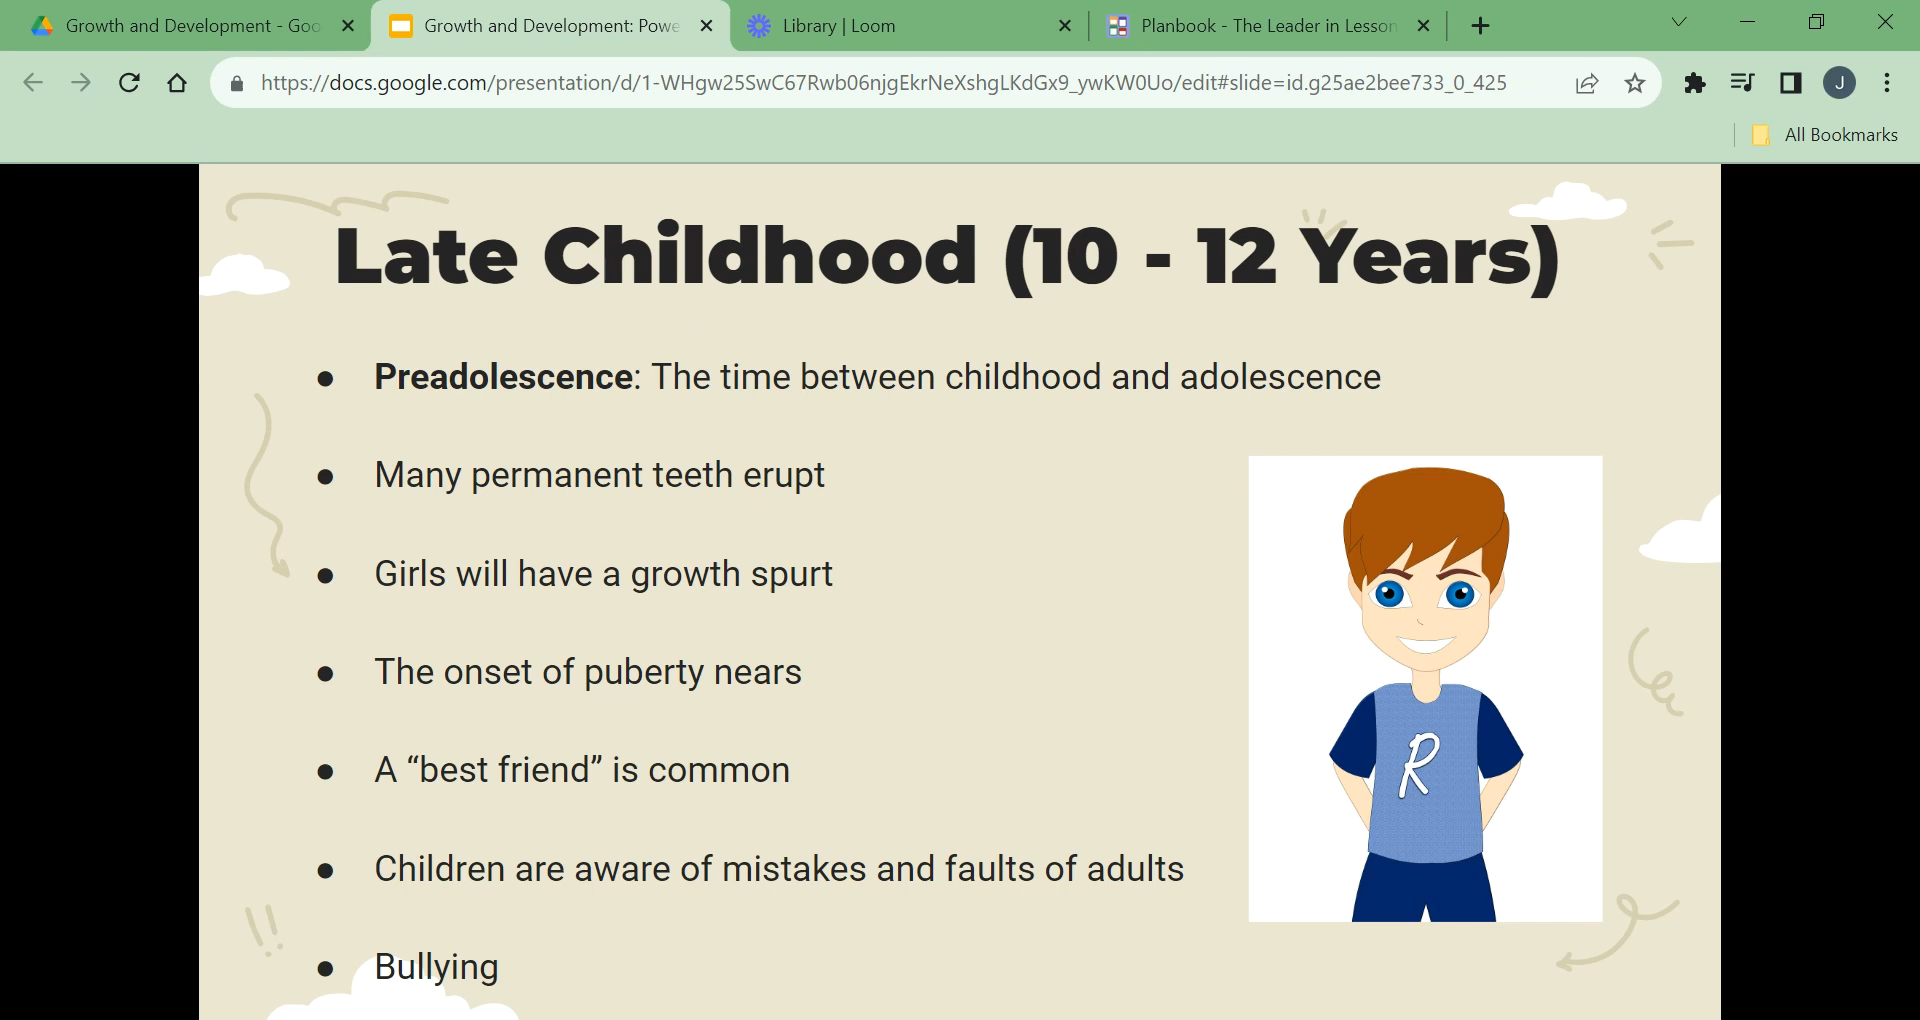 Growth and Development - Goo
Growth and Development: Powe
Library | Loom
Planbook - The Leader in Lesson
https://docs.google.com/presentation/d/1-WHgw25SwC67Rwb06njgEkrNeXshgLKdGx9_ywKW0Uo/edit#slide=id.g25ae2bee733_0_425
J
All Bookmarks
Late Childhood (10 - 12 Years)
● Preadolescence: The time between childhood and adolescence
● Many permanent teeth erupt
● Girls will have a growth spurt
● The onset of puberty nears
● A “best friend” is common
● Children are aware of mistakes and faults of adults
● Bullying
R
!!